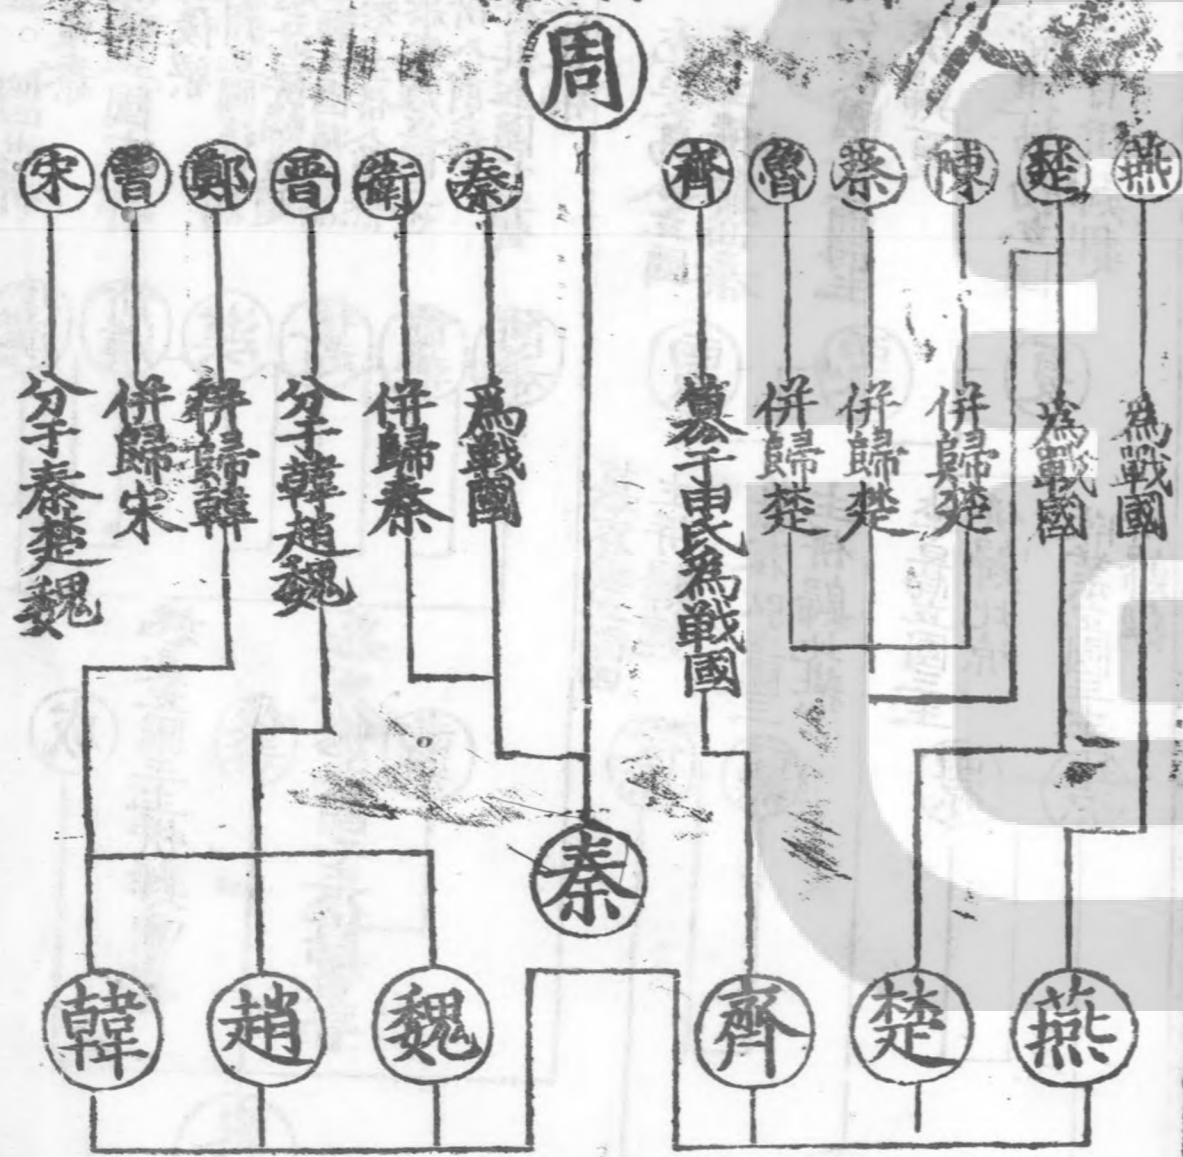 周
燕
楚
陳
蔡
魯
齊
秦
衛
晋
鄭
曹
宋
為戰國
為戰國
併歸楚
併歸楚
併歸楚
篡于田氏為戰國
為戰國
併歸秦
分于韓趙魏
併歸韓
併歸宋
分于秦楚魏
秦
燕
楚
齊
魏
趙
韓